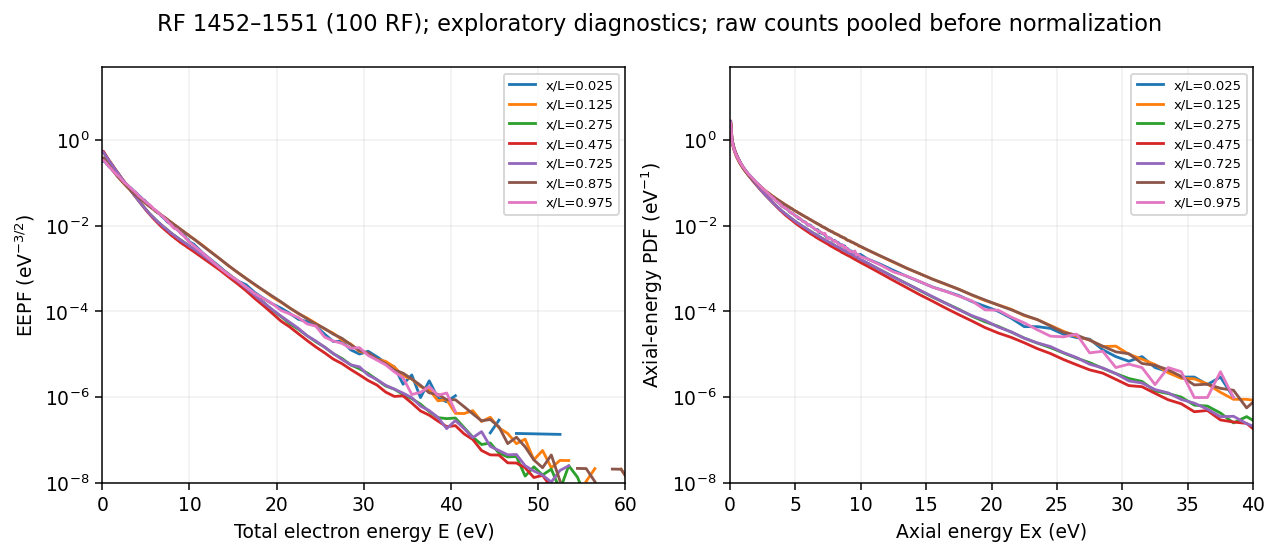 RF 1452–1551 (100 RF); exploratory diagnostics; raw counts pooled before normalization
EEPF (eV⁻³/²)
10⁰
10⁻²
10⁻⁴
10⁻⁶
10⁻⁸
x/L=0.025
x/L=0.125
x/L=0.275
x/L=0.475
x/L=0.725
x/L=0.875
x/L=0.975
0 10 20 30 40 50 60
Total electron energy E (eV)
Axial-energy PDF (eV⁻¹)
10⁰
10⁻²
10⁻⁴
10⁻⁶
10⁻⁸
x/L=0.025
x/L=0.125
x/L=0.275
x/L=0.475
x/L=0.725
x/L=0.875
x/L=0.975
0 5 10 15 20 25 30 35 40
Axial energy Ex (eV)